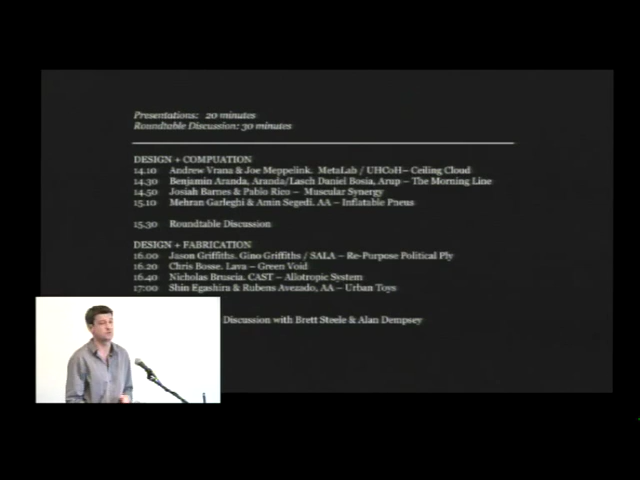 Presentations: 20 minutes
Roundtable Discussion: 30 minutes
DESIGN + COMPUATION
14.10 Andrew Vrana & Joe Meppelink. MetaLab / UHCoH – Ceiling Cloud
14.30 Benjamin Aranda, Aranda/Lasch Daniel Bosia, Arup – The Morning Line
14.50 Josiah Barnes & Pablo Rico – Muscular Synergy
15.10 Mehran Garleghi & Amin Segedi. AA – Inflatable Pneus
15.30 Roundtable Discussion
DESIGN + FABRICATION
16.00 Jason Griffiths. Gino Griffiths / SALA – Re-Purpose Political Ply
16.20 Chris Bosse. Lava – Green Void
16.40 Nicholas Bruscia. CAST – Allotropic System
17:00 Shin Egashira & Rubens Avezado, AA – Urban Toys
Discussion with Brett Steele & Alan Dempsey